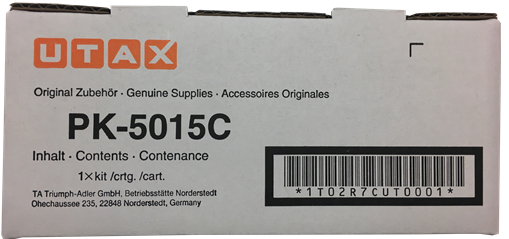 UTAX
Original Zubehör · Genuine Supplies · Accessoires Originales
PK-5015C
Inhalt · Contents · Contenance
1×kit /crtg. /cart.
TA Triumph-Adler GmbH, Betriebsstätte Norderstedt
Ohechaussee 235, 22848 Norderstedt, Germany
*1T02R7CUT0001*